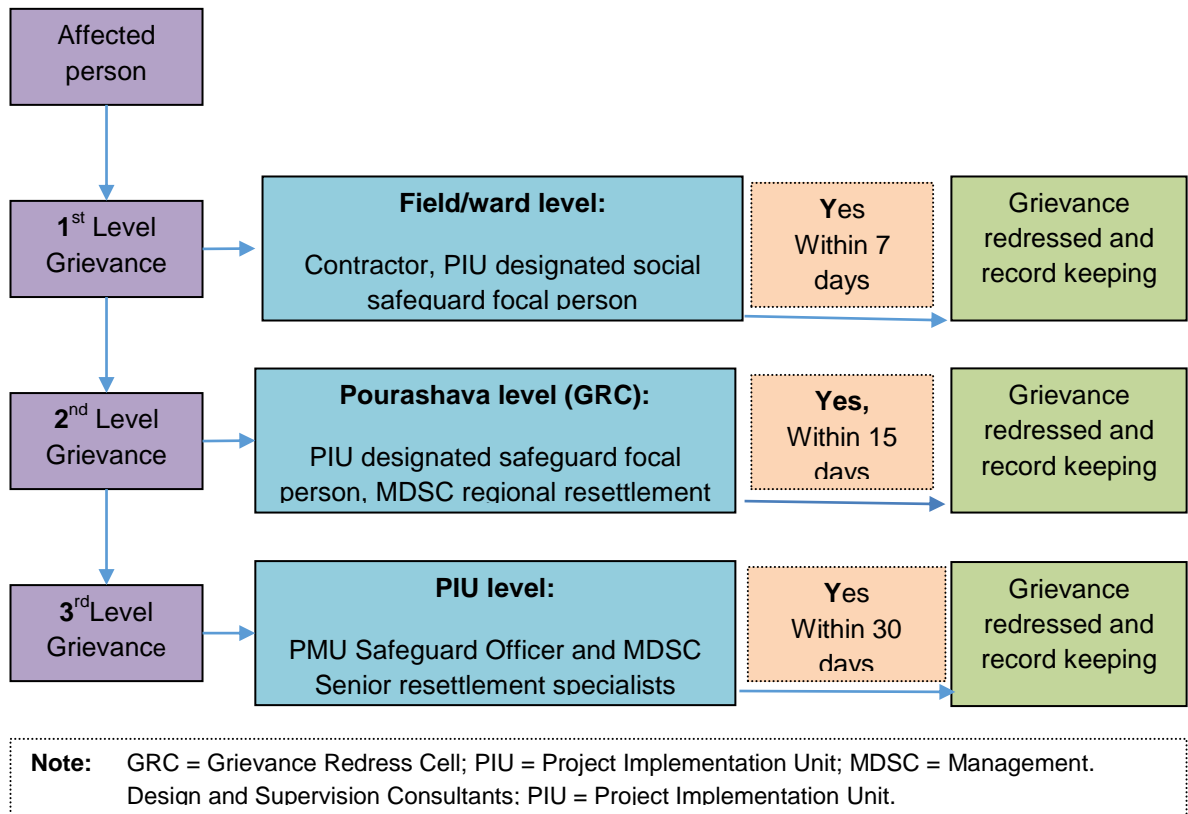 Affected
person
1st Level
Grievance
Field/ward level:
Contractor, PIU designated social
safeguard focal person
Yes
Within 7
days
Grievance
redressed and
record keeping
2nd Level
Grievance
Pourashava level (GRC):
PIU designated safeguard focal
person, MDSC regional resettlement
Yes,
Within 15
days
Grievance
redressed and
record keeping
3rdLevel
Grievance
PIU level:
PMU Safeguard Officer and MDSC
Senior resettlement specialists
Yes
Within 30
days
Grievance
redressed and
record keeping
Note: GRC = Grievance Redress Cell; PIU = Project Implementation Unit; MDSC = Management.
Design and Supervision Consultants; PIU = Project Implementation Unit.